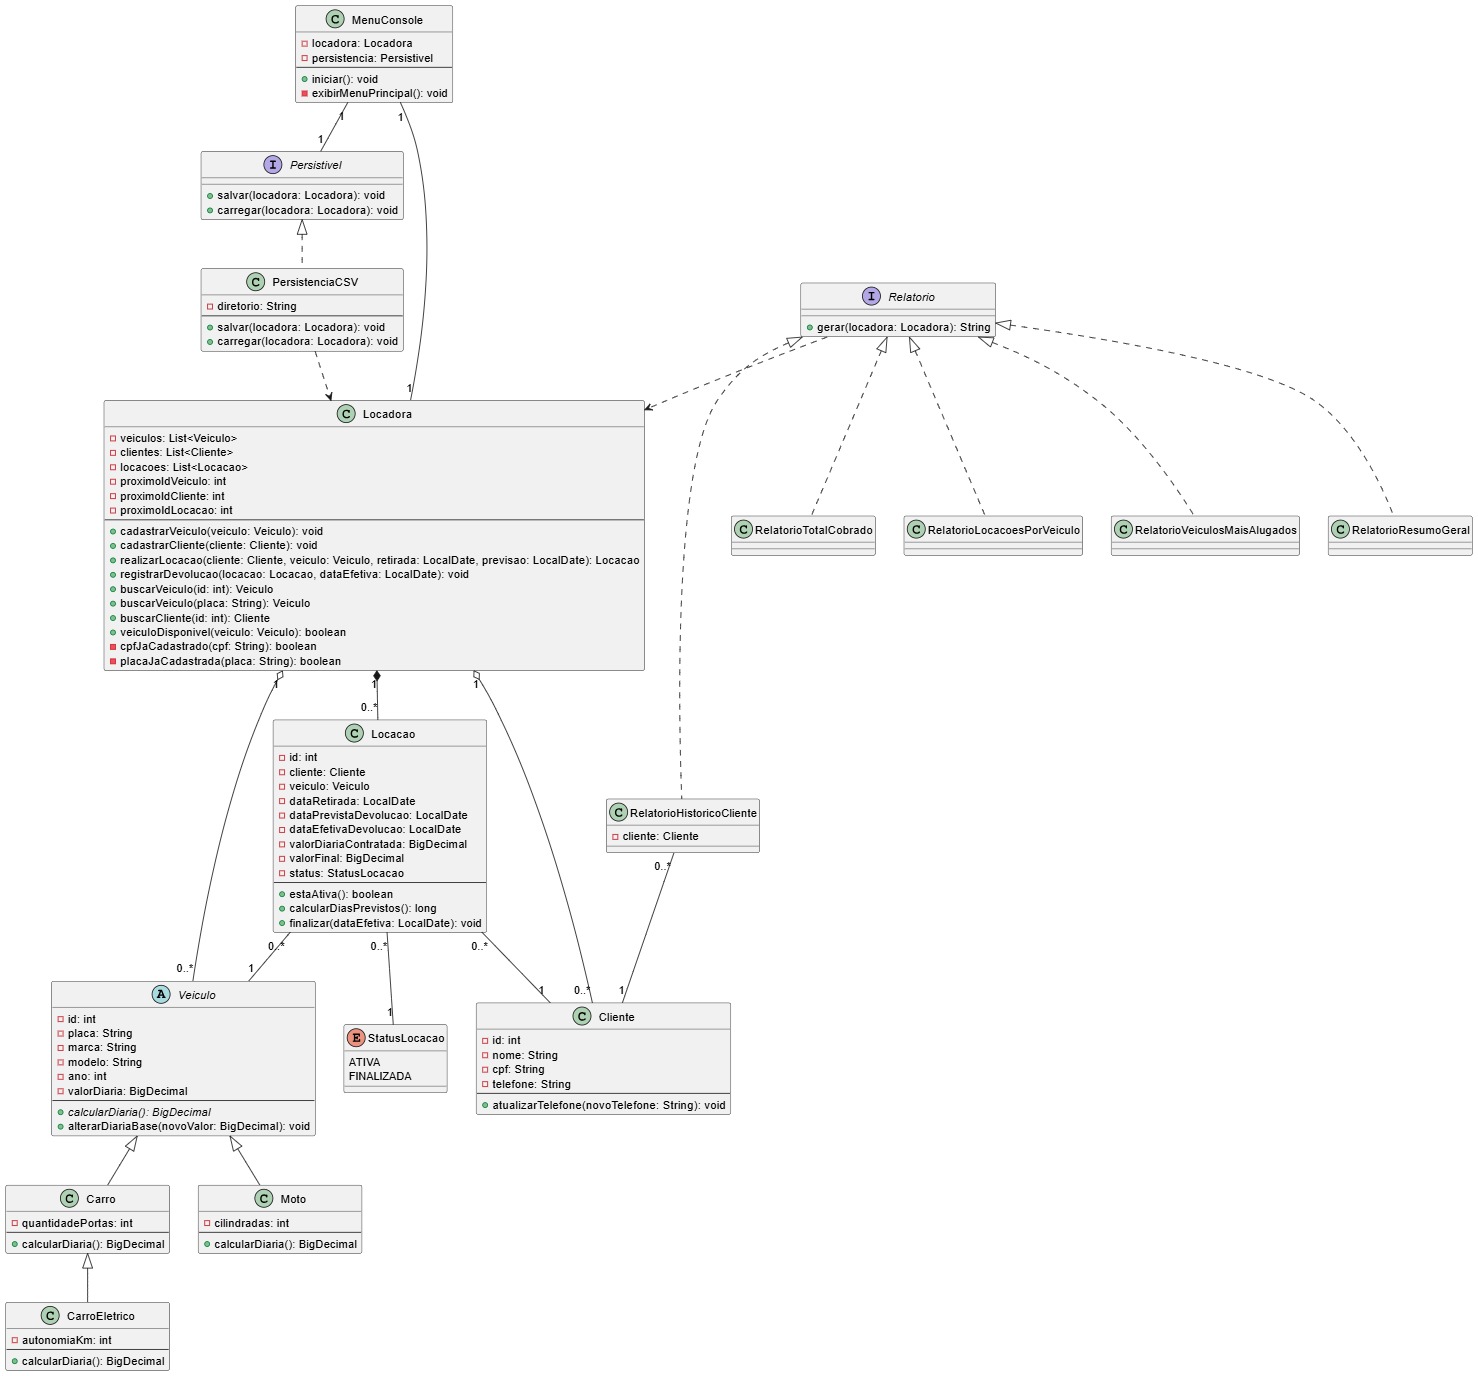 C MenuConsole
locadora: Locadora
persistencia: Persistivel
iniciar(): void
exibirMenuPrincipal(): void
1
1
1
I Persistivel
salvar(locadora: Locadora): void
carregar(locadora: Locadora): void
C PersistenciaCSV
diretorio: String
salvar(locadora: Locadora): void
carregar(locadora: Locadora): void
I Relatorio
gerar(locadora: Locadora): String
1
C Locadora
veiculos: List<Veiculo>
clientes: List<Cliente>
locacoes: List<Locacao>
proximoIdVeiculo: int
proximoIdCliente: int
proximoIdLocacao: int
cadastrarVeiculo(veiculo: Veiculo): void
cadastrarCliente(cliente: Cliente): void
realizarLocacao(cliente: Cliente, veiculo: Veiculo, retirada: LocalDate, previsao: LocalDate): Locacao
registrarDevolucao(locacao: Locacao, dataEfetiva: LocalDate): void
buscarVeiculo(id: int): Veiculo
buscarVeiculo(placa: String): Veiculo
buscarCliente(id: int): Cliente
veiculoDisponivel(veiculo: Veiculo): boolean
cpfJaCadastrado(cpf: String): boolean
placaJaCadastrada(placa: String): boolean
C RelatorioTotalCobrado
C RelatorioLocacoesPorVeiculo
C RelatorioVeiculosMaisAlugados
C RelatorioResumoGeral
1
1
1
0..*
C Locacao
id: int
cliente: Cliente
veiculo: Veiculo
dataRetirada: LocalDate
dataPrevistaDevolucao: LocalDate
dataEfetivaDevolucao: LocalDate
valorDiariaContratada: BigDecimal
valorFinal: BigDecimal
status: StatusLocacao
estaAtiva(): boolean
calcularDiasPrevistos(): long
finalizar(dataEfetiva: LocalDate): void
C RelatorioHistoricoCliente
cliente: Cliente
0..*
0..*
0..*
0..*
0..*
1
1
0..*
1
1
A Veiculo
id: int
placa: String
marca: String
modelo: String
ano: int
valorDiaria: BigDecimal
calcularDiaria(): BigDecimal
alterarDiariaBase(novoValor: BigDecimal): void
E StatusLocacao
ATIVA
FINALIZADA
C Cliente
id: int
nome: String
cpf: String
telefone: String
atualizarTelefone(novoTelefone: String): void
C Carro
quantidadePortas: int
calcularDiaria(): BigDecimal
C Moto
cilindradas: int
calcularDiaria(): BigDecimal
C CarroEletrico
autonomiaKm: int
calcularDiaria(): BigDecimal